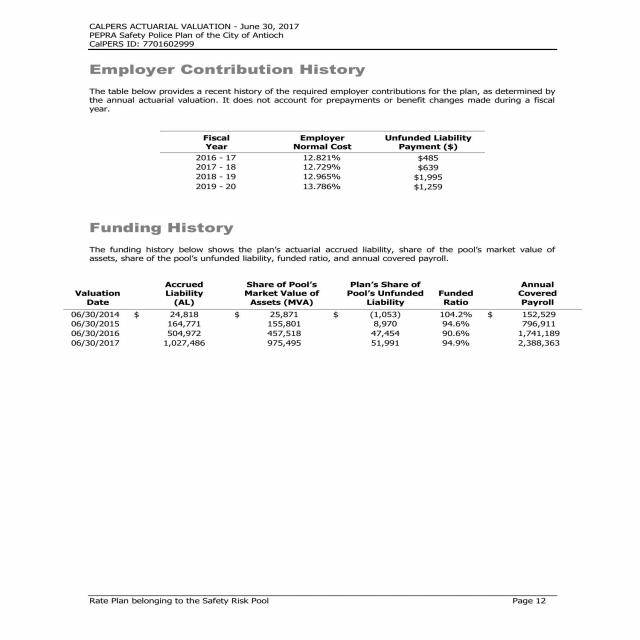 CALPERS ACTUARIAL VALUATION - June 30, 2017
PEPRA Safety Police Plan of the City of Antioch
CalPERS ID: 7701602999
Employer Contribution History
The table below provides a recent history of the required employer contributions for the plan, as determined by
the annual actuarial valuation. It does not account for prepayments or benefit changes made during a fiscal
year.
Fiscal Employer Unfunded Liability
Year Normal Cost Payment ($)
2016 - 17 12.821% $485
2017 - 18 12.729% $639
2018 - 19 12.965% $1,995
2019 - 20 13.786% $1,259
Funding History
The funding history below shows the plan's actuarial accrued liability, share of the pool's market value of
assets, share of the pool's unfunded liability, funded ratio, and annual covered payroll.
Accrued Share of Pool's Plan's Share of Annual
Valuation Liability Market Value of Pool's Unfunded Funded Covered
Date (AL) Assets (MVA) Liability Ratio Payroll
06/30/2014 $ 24,818 $ 25,871 $ (1,053) 104.2% $ 152,529
06/30/2015 164,771 155,801 8,970 94.6% 796,911
06/30/2016 504,972 457,518 47,454 90.6% 1,741,189
06/30/2017 1,027,486 975,495 51,991 94.9% 2,388,363
Rate Plan belonging to the Safety Risk Pool Page 12